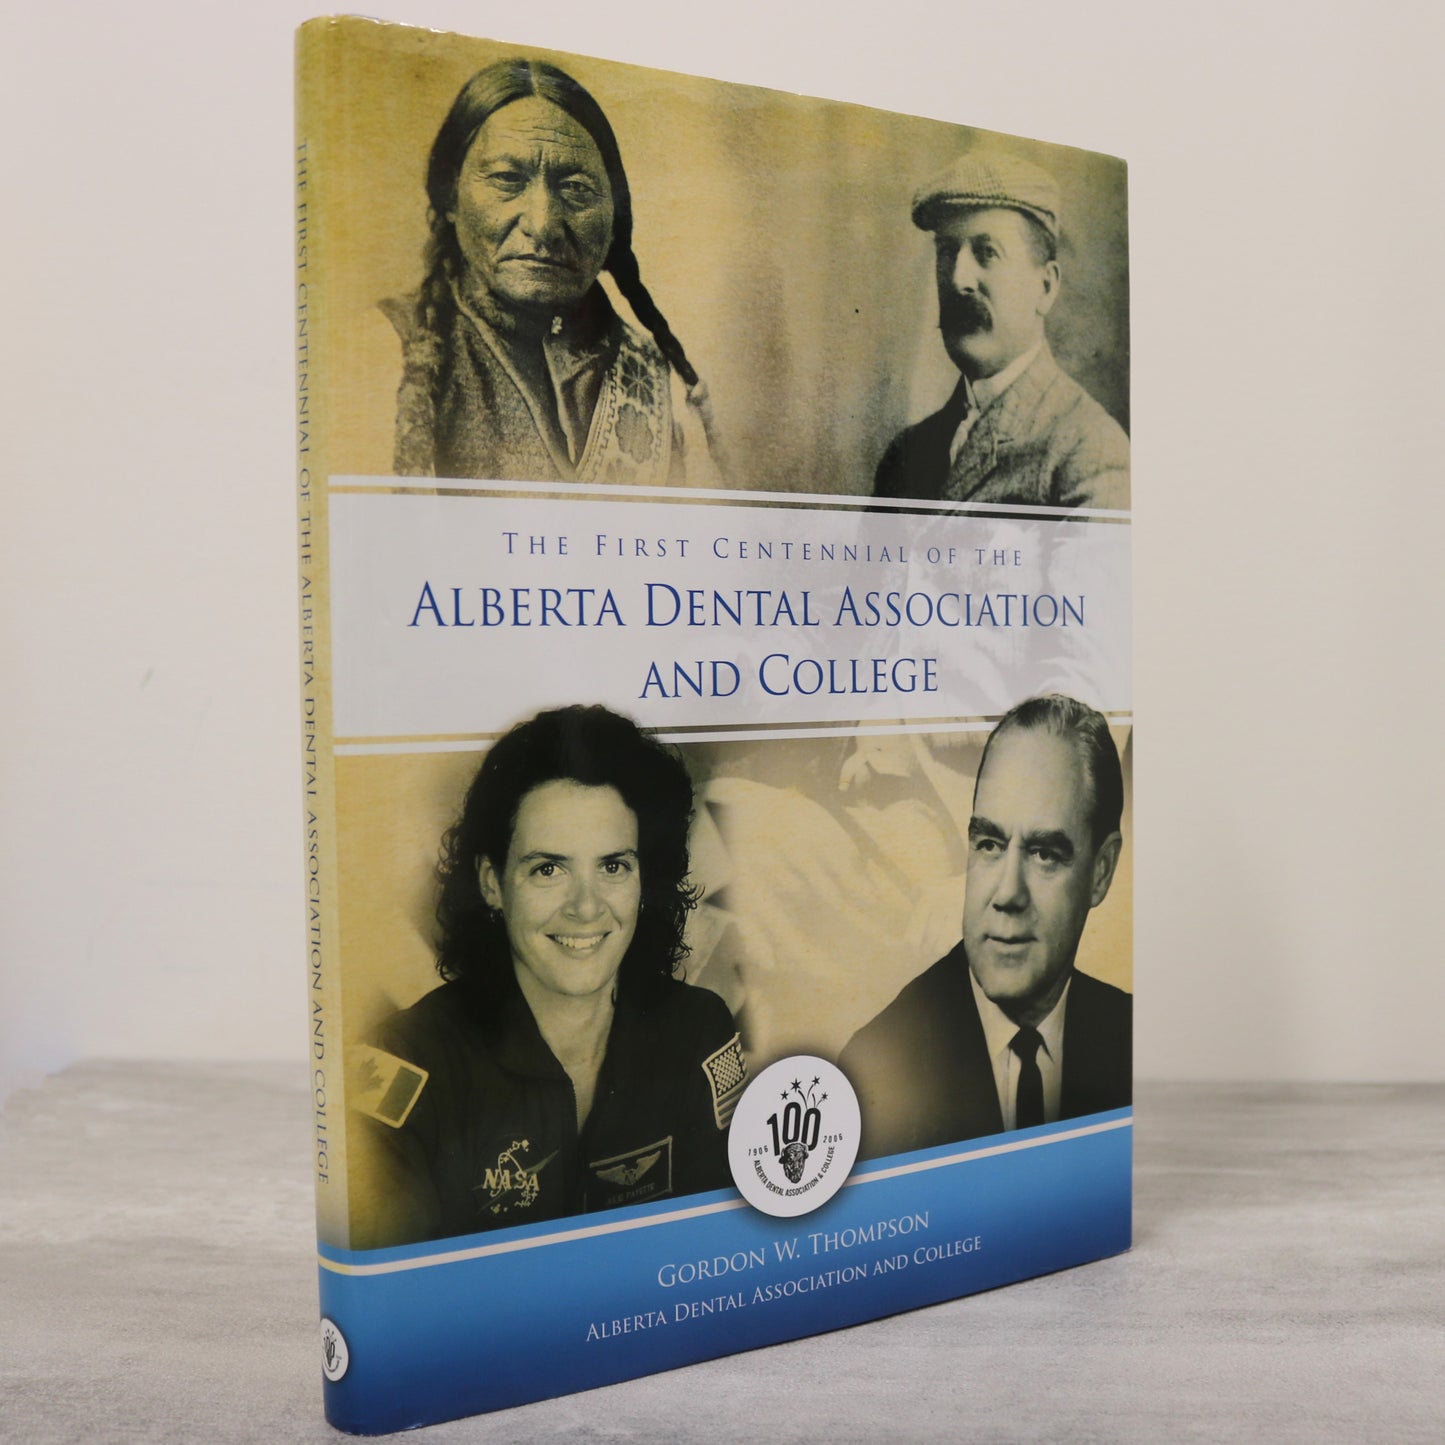 THE FIRST CENTENNIAL OF THE ALBERTA DENTAL ASSOCIATION AND COLLEGE
THE FIRST CENTENNIAL OF THE
ALBERTA DENTAL ASSOCIATION
AND COLLEGE
NASA
PAYETTE
100
1906 2006
ALBERTA DENTAL ASSOCIATION & COLLEGE
GORDON W. THOMPSON
ALBERTA DENTAL ASSOCIATION AND COLLEGE